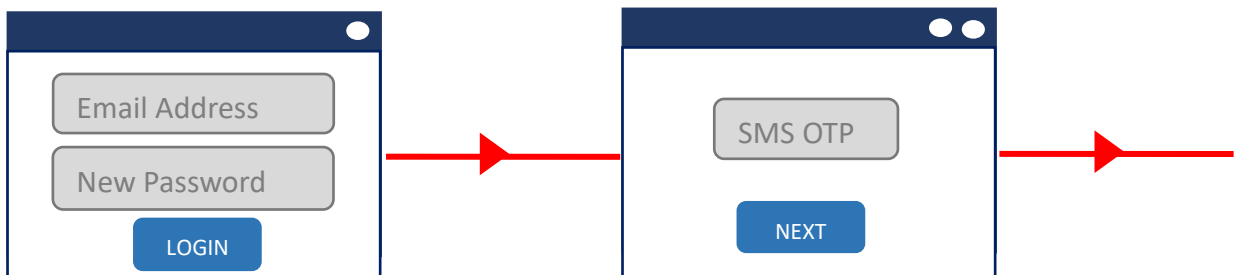 Email Address
New Password
LOGIN
SMS OTP
NEXT